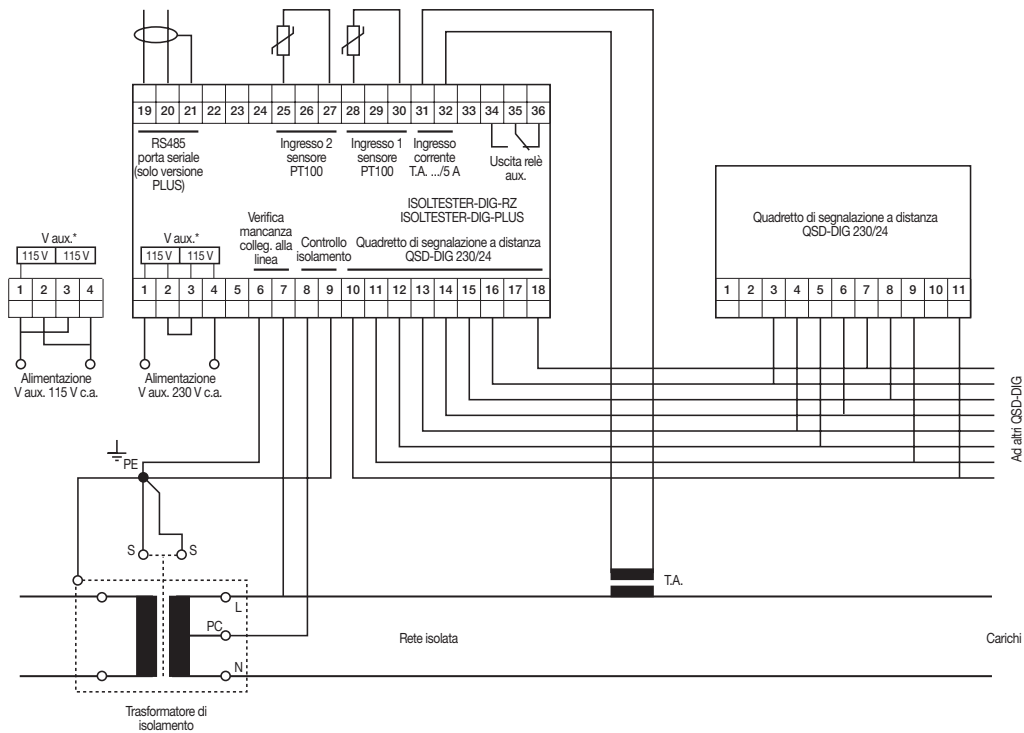 19 20 21 22 23 24 25 26 27 28 29 30 31 32 33 34 35 36
RS485
porta seriale
(solo versione
PLUS)
Ingresso 2
sensore
PT100
Ingresso 1
sensore
PT100
Ingresso
corrente
T.A. .../5 A
Uscita relè
aux.
ISOLTESTER-DIG-RZ
ISOLTESTER-DIG-PLUS
Verifica
mancanza
colleg. alla
linea
Controllo
isolamento
Quadretto di segnalazione a distanza
QSD-DIG 230/24
V aux.*
115 V 115 V
1 2 3 4 5 6 7 8 9 10 11 12 13 14 15 16 17 18
Alimentazione
V aux. 230 V c.a.
V aux.*
115 V 115 V
1 2 3 4
Alimentazione
V aux. 115 V c.a.
Quadretto di segnalazione a distanza
QSD-DIG 230/24
1 2 3 4 5 6 7 8 9 10 11
Ad altri QSD-DIG
PE
S S
T.A.
L
PC
N
Rete isolata
Carichi
Trasformatore di
isolamento